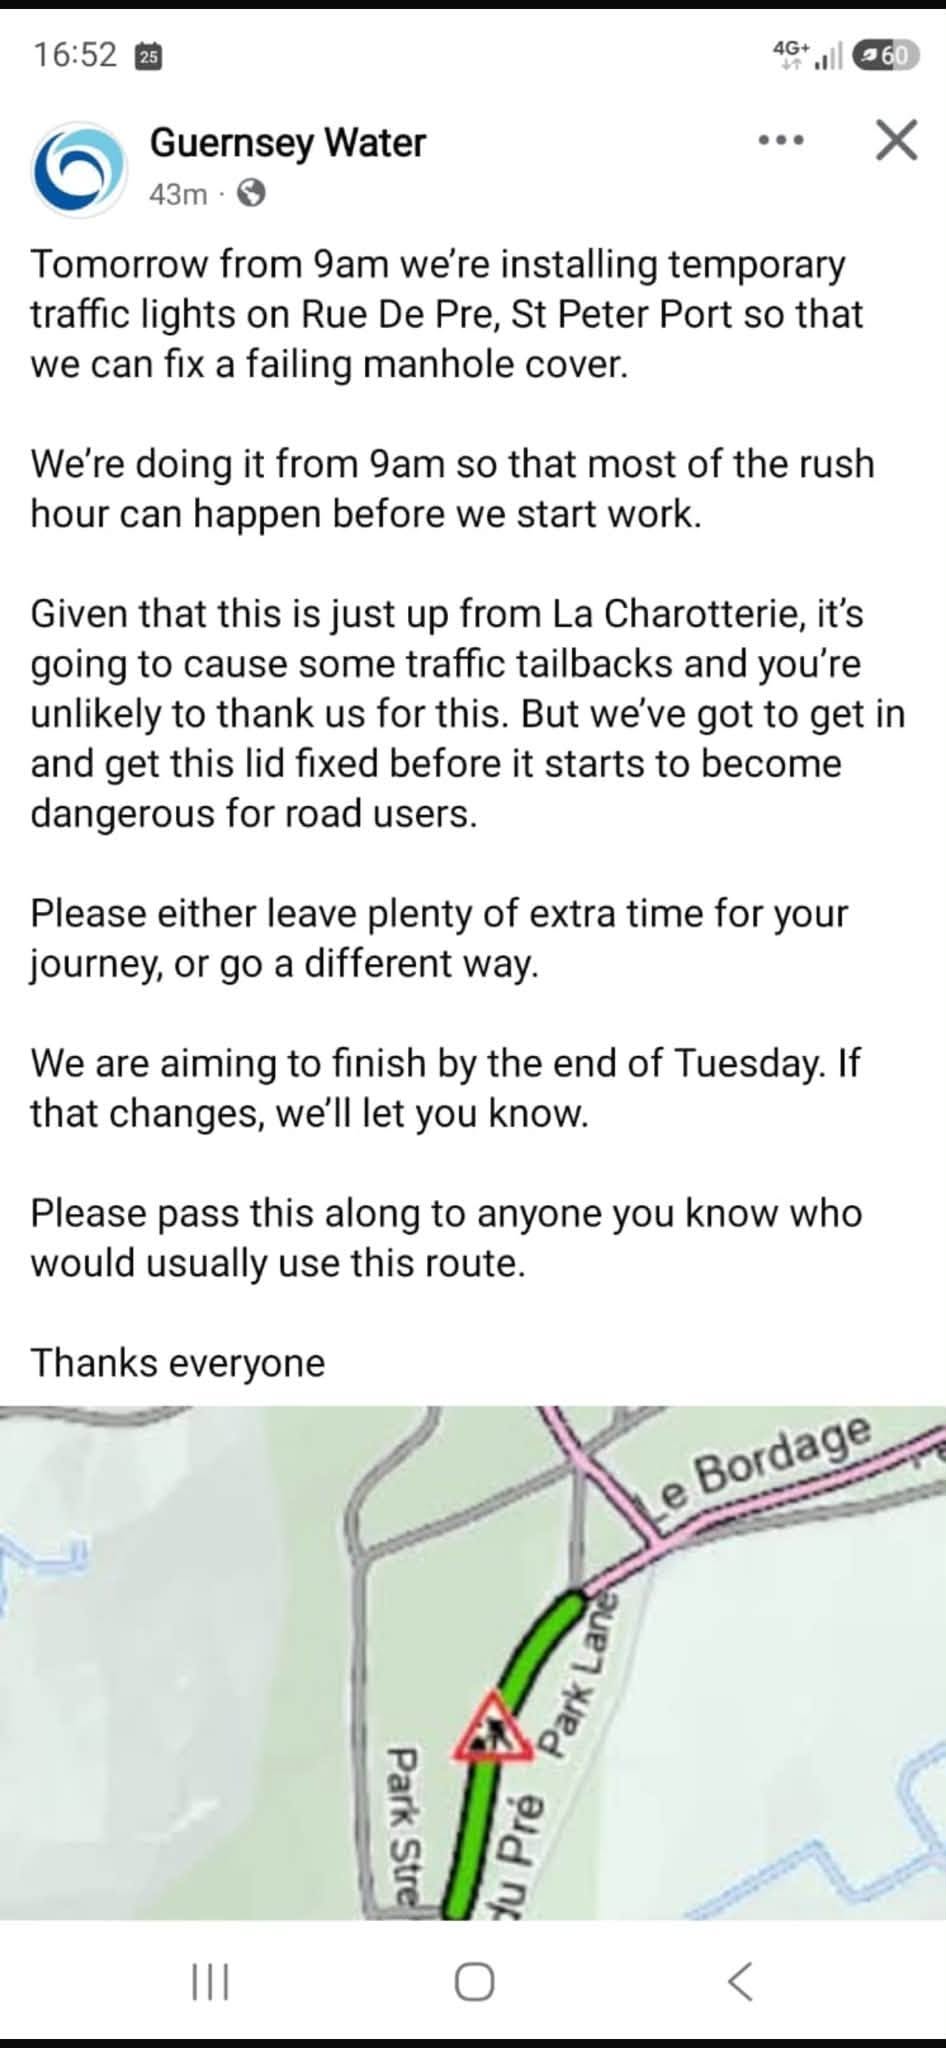 16:52 25 4G+ 60
Guernsey Water
43m ·
Tomorrow from 9am we're installing temporary
traffic lights on Rue De Pre, St Peter Port so that
we can fix a failing manhole cover.
We're doing it from 9am so that most of the rush
hour can happen before we start work.
Given that this is just up from La Charotterie, it's
going to cause some traffic tailbacks and you're
unlikely to thank us for this. But we've got to get in
and get this lid fixed before it starts to become
dangerous for road users.
Please either leave plenty of extra time for your
journey, or go a different way.
We are aiming to finish by the end of Tuesday. If
that changes, we'll let you know.
Please pass this along to anyone you know who
would usually use this route.
Thanks everyone
Le Bordage
Park Lane
Park Stre
du Pré